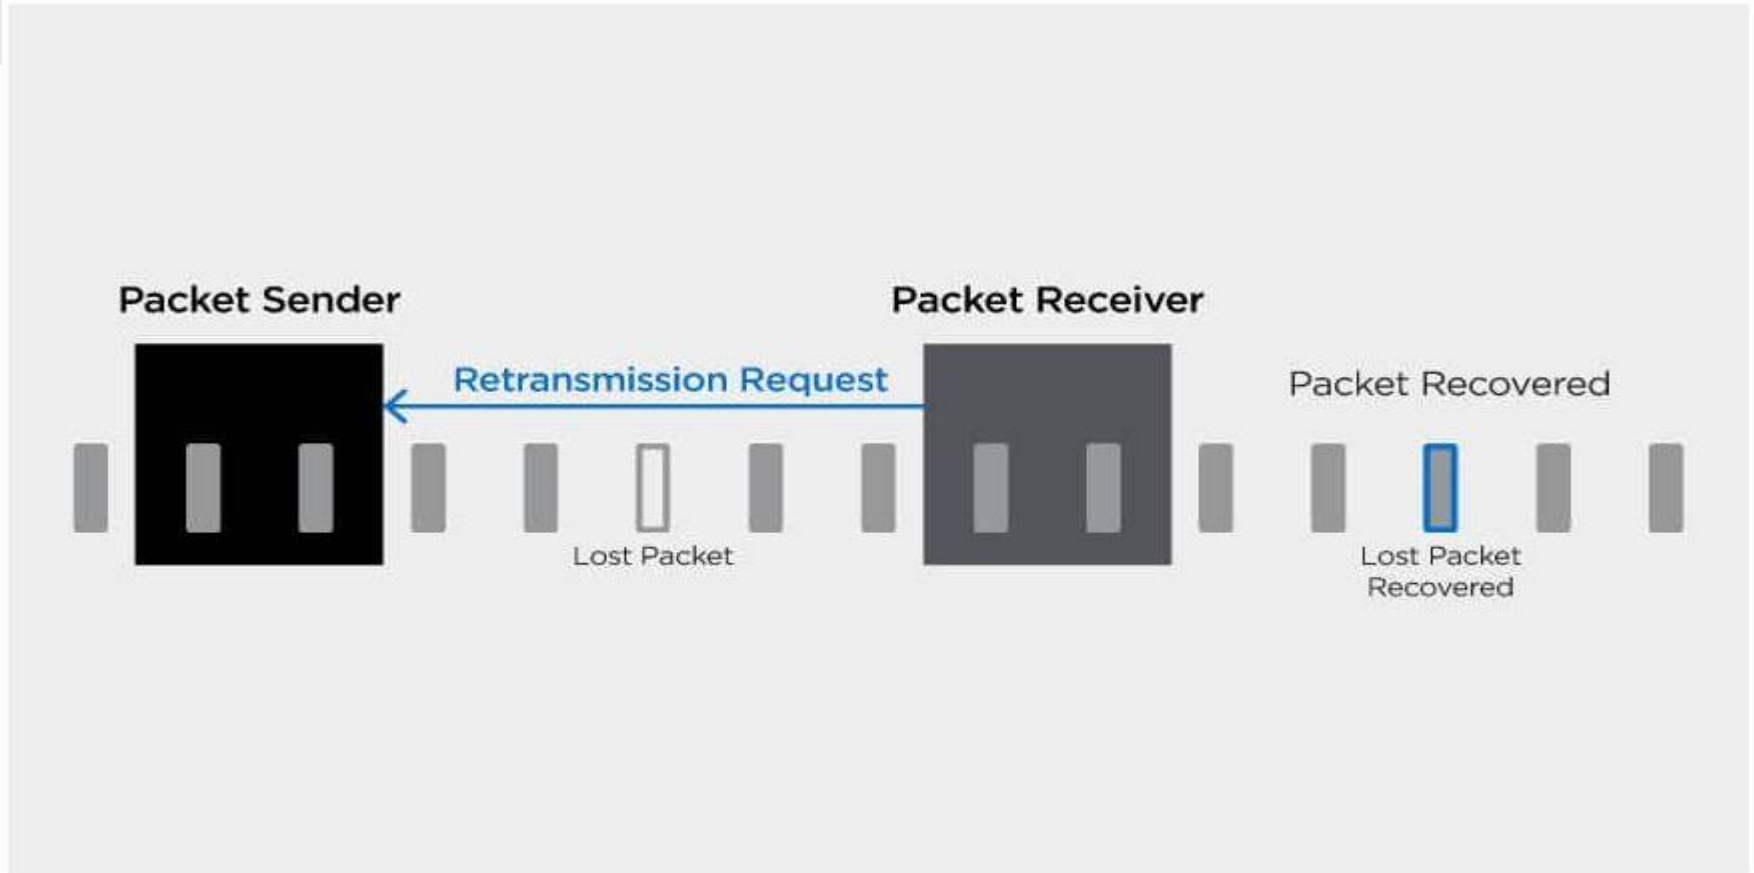 Packet Sender
Packet Receiver
Retransmission Request
Packet Recovered
Lost Packet
Lost Packet
Recovered